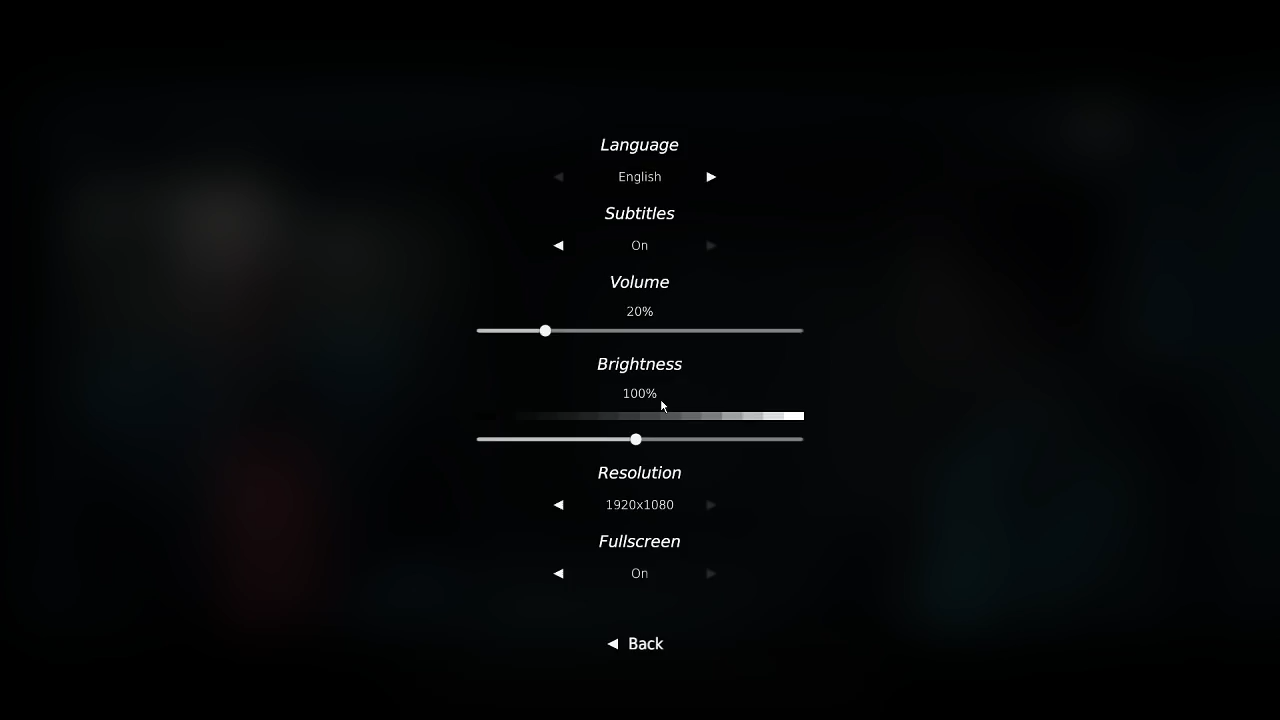 Language
English
Subtitles
On
Volume
20%
Brightness
100%
Resolution
1920x1080
Fullscreen
On
Back